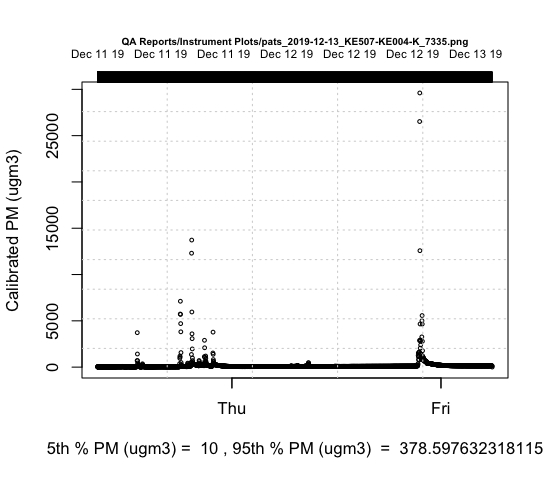 QA Reports/Instrument Plots/pats_2019-12-13_KE507-KE004-K_7335.png
Dec 11 19 Dec 11 19 Dec 11 19 Dec 12 19 Dec 12 19 Dec 12 19 Dec 13 19
Calibrated PM (ugm3)
25000
15000
5000
0
Thu Fri
5th % PM (ugm3) = 10 , 95th % PM (ugm3) = 378.597632318115